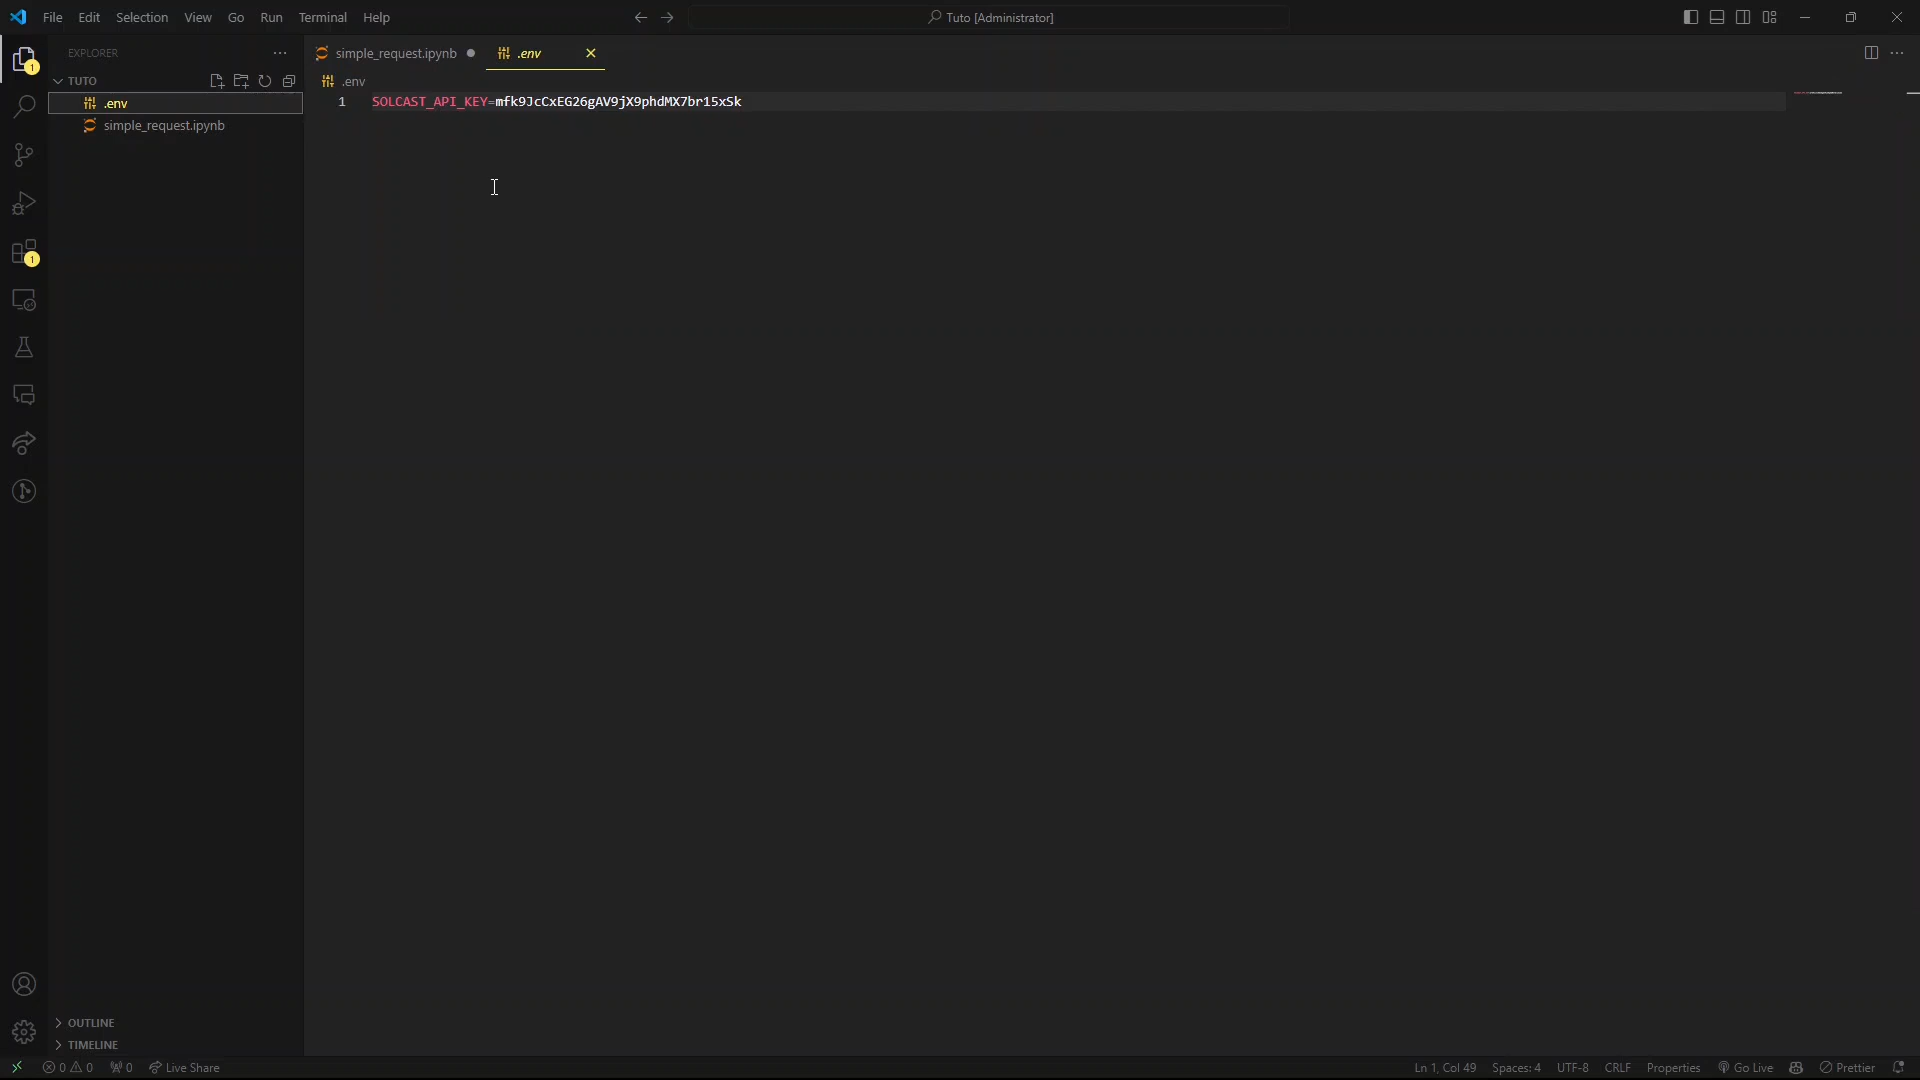 File Edit Selection View Go Run Terminal Help
Tuto [Administrator]
EXPLORER
simple_request.ipynb
.env
1
TUTO
.env
.env
1 SOLCAST_API_KEY=mfk9JcCxEG26gAV9jX9phdMX7br15xSk
simple_request.ipynb
1
OUTLINE
TIMELINE
0 0 0 Live Share
Ln 1, Col 49 Spaces: 4 UTF-8 CRLF Properties Go Live Prettier